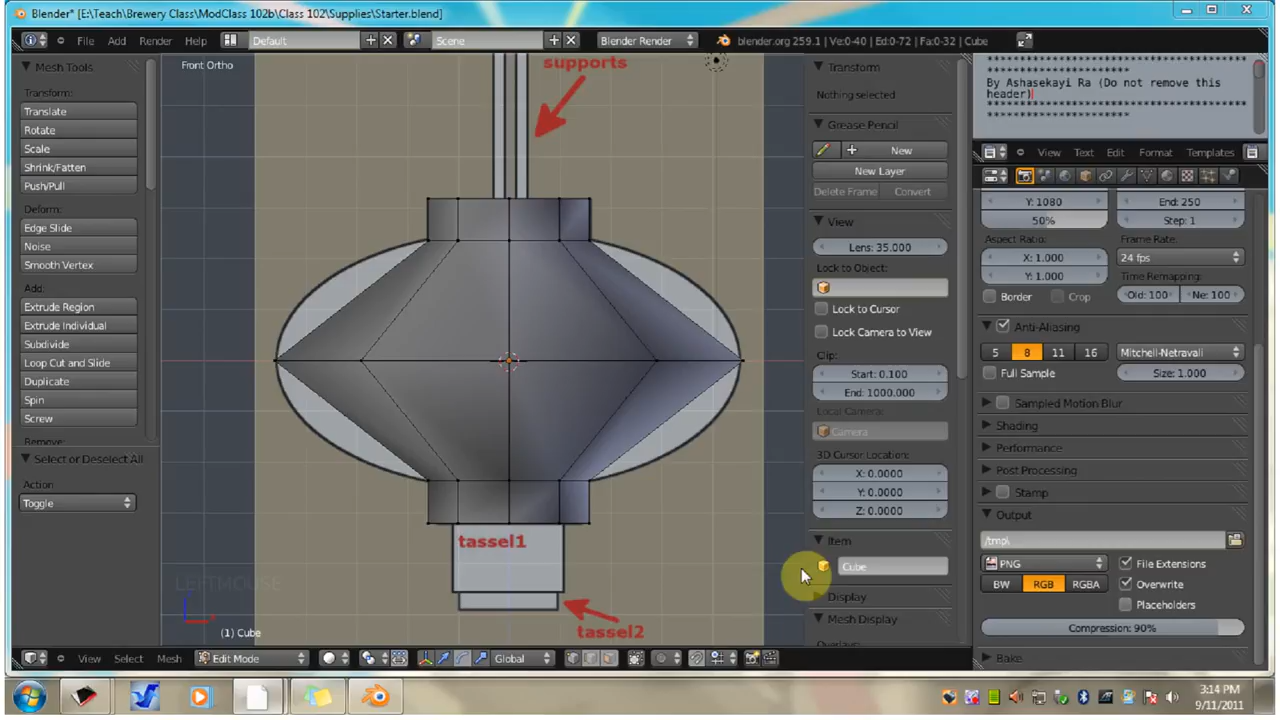 Blender* [E:\Teach\Brewery Class\ModClass 102b\Class 102\Supplies\Starter.blend]
File Add Render Help Default Scene Blender Render blender.org 259.1 | Ve:0-40 | Ed:0-72 | Fa:0-32 | Cube
Mesh Tools
Transform:
Translate
Rotate
Scale
Shrink/Fatten
Push/Pull
Deform:
Edge Slide
Noise
Smooth Vertex
Add:
Extrude Region
Extrude Individual
Subdivide
Loop Cut and Slide
Duplicate
Spin
Screw
Remove:
Select or Deselect All
Action
Toggle
Front Ortho
supports
tassel1
tassel2
LEFTMOUSE
(1) Cube
View Select Mesh Edit Mode Global
Transform
Nothing selected
Grease Pencil
New
New Layer
Delete Frame Convert
View
Lens: 35.000
Lock to Object:
Lock to Cursor
Lock Camera to View
Clip:
Start: 0.100
End: 1000.000
Local Camera:
Camera
3D Cursor Location:
X: 0.0000
Y: 0.0000
Z: 0.0000
Item
Cube
Display
Mesh Display
By Ashasekayi Ra (Do not remove this
header)
View Text Edit Format Templates
Y: 1080 End: 250
50% Step: 1
Aspect Ratio: Frame Rate:
X: 1.000 24 fps
Y: 1.000 Time Remapping:
Border Crop Old: 100 Ne: 100
Anti-Aliasing
5 8 11 16 Mitchell-Netravali
Full Sample Size: 1.000
Sampled Motion Blur
Shading
Performance
Post Processing
Stamp
Output
/tmp\
PNG File Extensions
BW RGB RGBA Overwrite
Placeholders
Compression: 90%
Bake
3:14 PM
9/11/2011